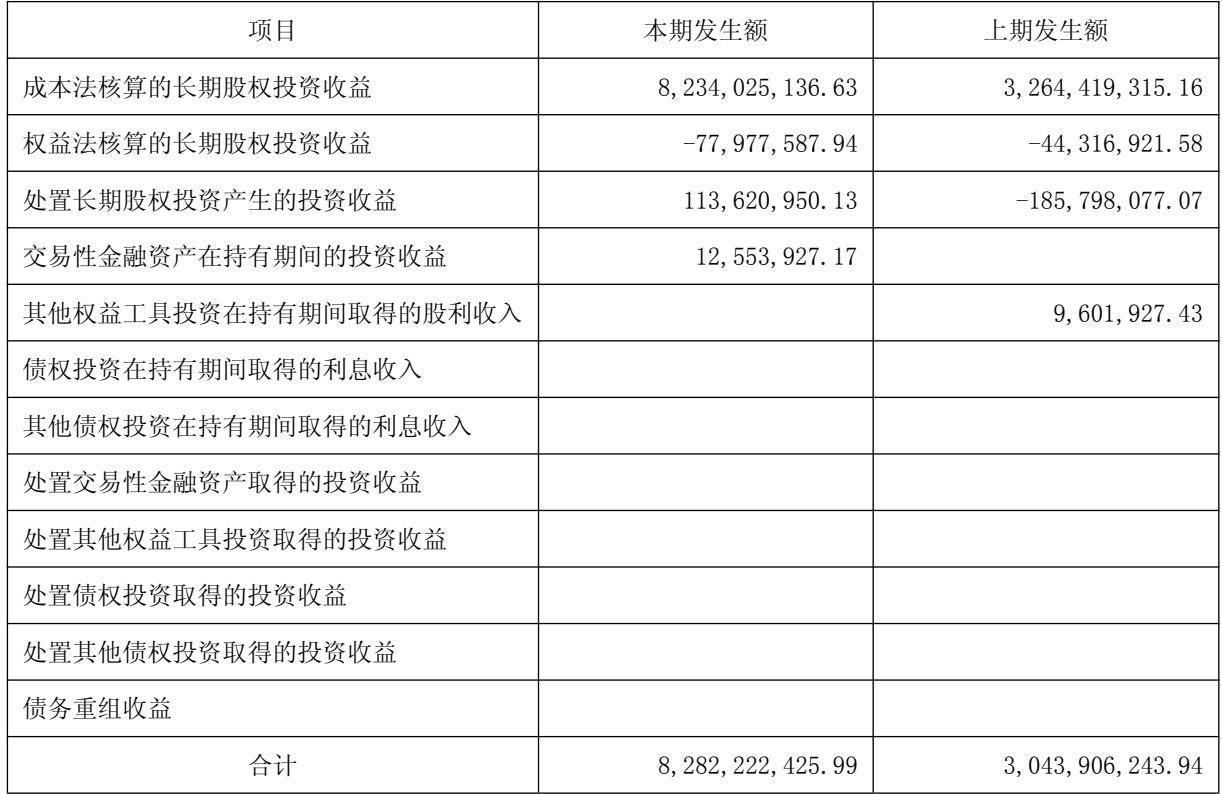 项目 本期发生额 上期发生额
成本法核算的长期股权投资收益 8,234,025,136.63 3,264,419,315.16
权益法核算的长期股权投资收益 -77,977,587.94 -44,316,921.58
处置长期股权投资产生的投资收益 113,620,950.13 -185,798,077.07
交易性金融资产在持有期间的投资收益 12,553,927.17
其他权益工具投资在持有期间取得的股利收入 9,601,927.43
债权投资在持有期间取得的利息收入
其他债权投资在持有期间取得的利息收入
处置交易性金融资产取得的投资收益
处置其他权益工具投资取得的投资收益
处置债权投资取得的投资收益
处置其他债权投资取得的投资收益
债务重组收益
合计 8,282,222,425.99 3,043,906,243.94